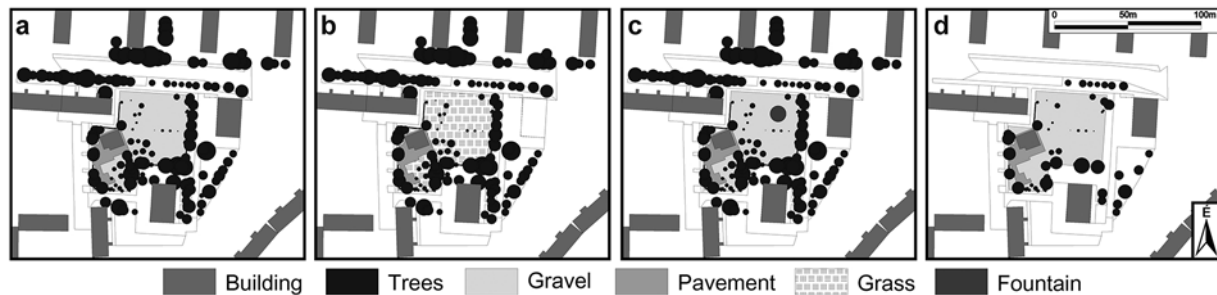 a b c d
0 50m 100m
É
Building Trees Gravel Pavement Grass Fountain